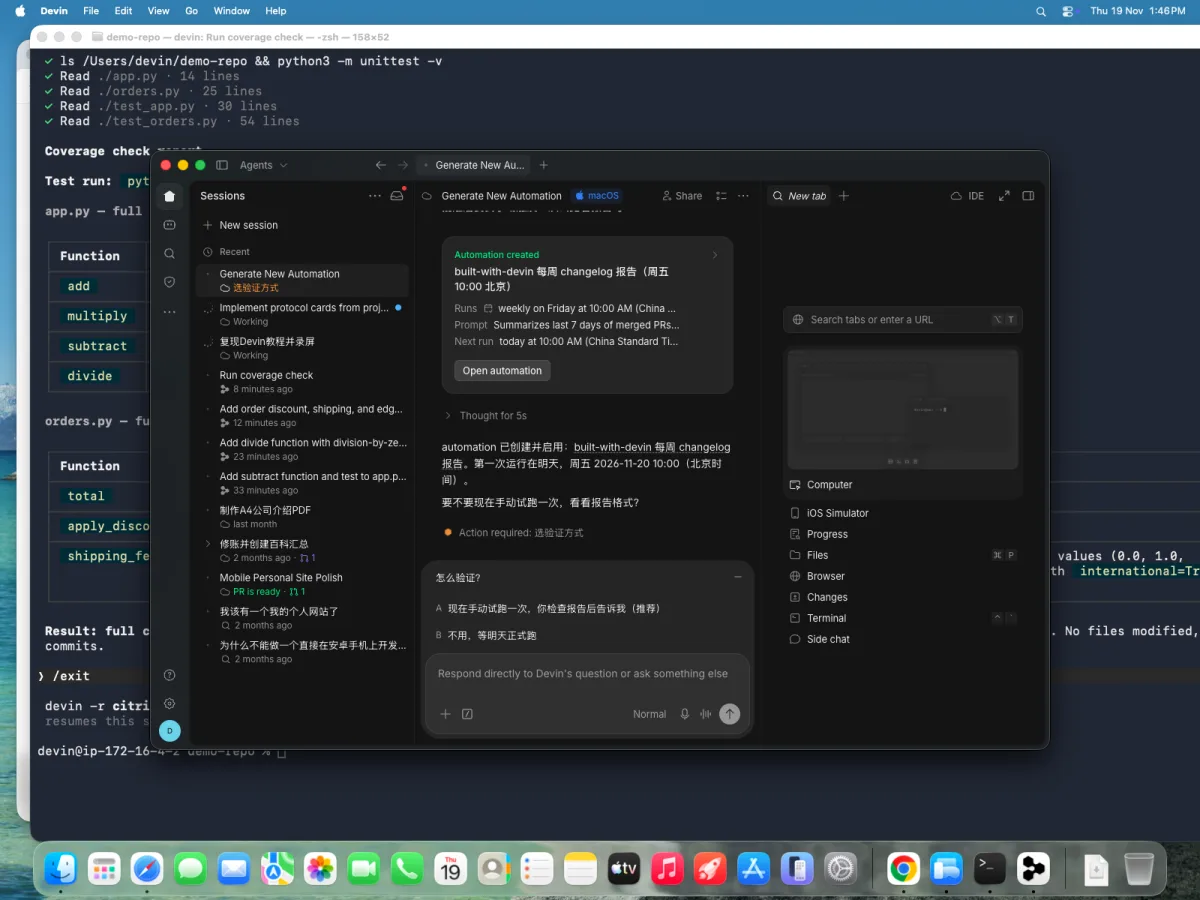 Devin File Edit View Go Window Help
Thu 19 Nov 1:46PM
demo-repo — devin: Run coverage check — -zsh — 158×52
✓ ls /Users/devin/demo-repo && python3 -m unittest -v
✓ Read ./app.py · 14 lines
✓ Read ./orders.py · 25 lines
✓ Read ./test_app.py · 30 lines
✓ Read ./test_orders.py · 54 lines
Coverage check
Test run: pyt
app.py — full
Function
add
multiply
subtract
divide
orders.py — fu
Function
total
apply_disco
shipping_fe
values (0.0, 1.0,
th international=Tr
Result: full c
. No files modified,
commits.
❯ /exit
devin -r citri
resumes this s
devin@ip-172-16-4-2 demo-repo %
Agents
Generate New Au...
Sessions
New session
Recent
Generate New Automation
选验证方式
Implement protocol cards from proj...
Working
复现Devin教程并录屏
Working
Run coverage check
8 minutes ago
Add order discount, shipping, and edg...
12 minutes ago
Add divide function with division-by-ze...
23 minutes ago
Add subtract function and test to app.p...
33 minutes ago
制作A4公司介绍PDF
last month
修账并创建百科汇总
2 months ago · 1
Mobile Personal Site Polish
PR is ready · 1
我该有一个我的个人网站了
2 months ago
为什么不能做一个直接在安卓手机上开发...
2 months ago
D
Generate New Automation macOS
Share
Automation created
built-with-devin 每周 changelog 报告（周五
10:00 北京）
Runs weekly on Friday at 10:00 AM (China ...
Prompt Summarizes last 7 days of merged PRs...
Next run today at 10:00 AM (China Standard Ti...
Open automation
Thought for 5s
automation 已创建并启用：built-with-devin 每周 changelog
报告。第一次运行在明天，周五 2026-11-20 10:00（北京时
间）。
要不要现在手动试跑一次，看看报告格式？
Action required: 选验证方式
怎么验证?
A 现在手动试跑一次，你检查报告后告诉我（推荐）
B 不用，等明天正式跑
Respond directly to Devin's question or ask something else
Normal
New tab
IDE
Search tabs or enter a URL
⌥ T
Computer
iOS Simulator
Progress
Files
⌘ P
Browser
Changes
Terminal
⌃ `
Side chat
Thu
19
tv